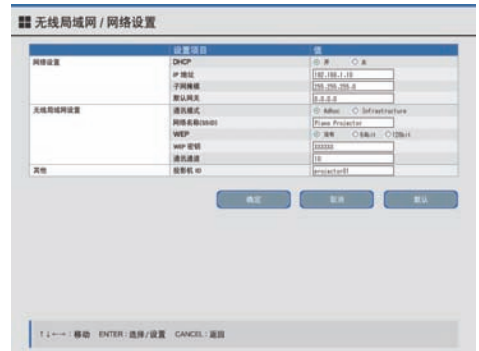 无线局域网 / 网络设置
设置项目 值
网络设置 DHCP 开 关
IP 地址 192.168.1.10
子网掩模 255.255.255.0
默认网关 0.0.0.0
无线局域网设置 通讯模式 Adhoc Infrastructure
网络名称(SSID) Piano Projector
WEP 没有 64bit 128bit
WEP 密钥 XXXXXX
通讯通道 10
其他 投影机 ID projector01
确定 取消 默认
↑↓←→ : 移动 ENTER : 选择/设置 CANCEL : 返回